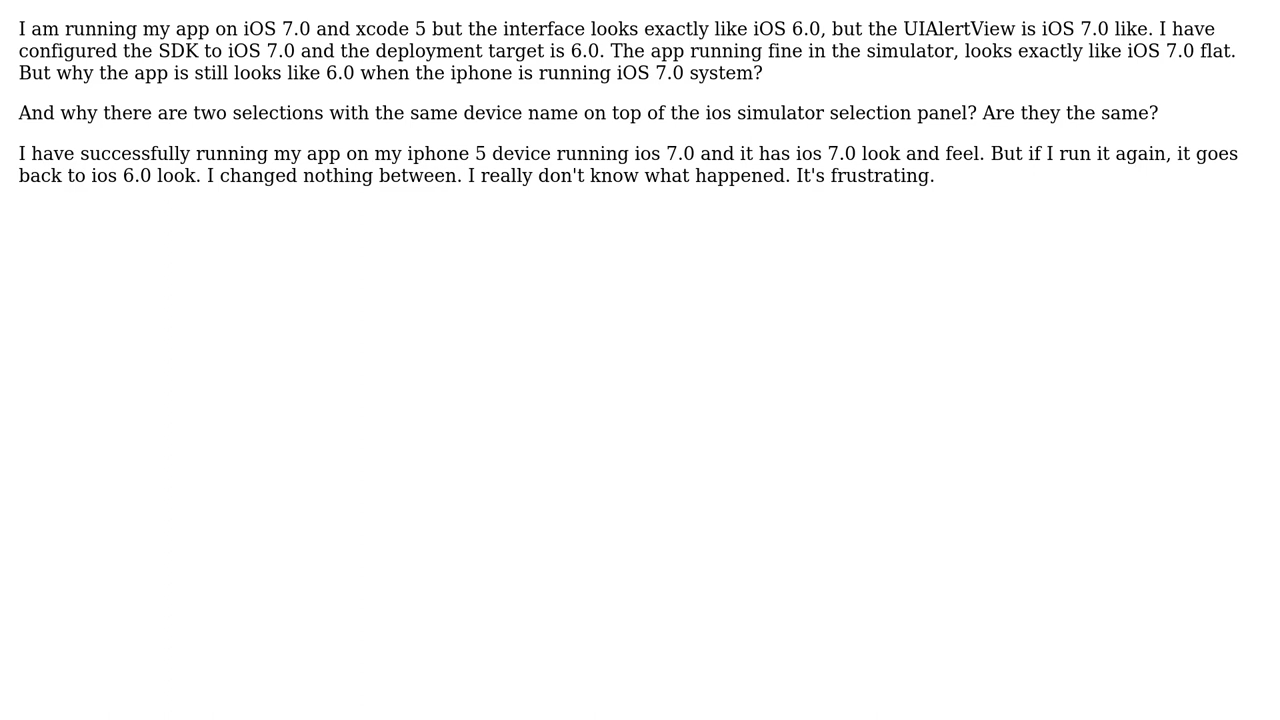 I am running my app on iOS 7.0 and xcode 5 but the interface looks exactly like iOS 6.0, but the UIAlertView is iOS 7.0 like. I have
configured the SDK to iOS 7.0 and the deployment target is 6.0. The app running fine in the simulator, looks exactly like iOS 7.0 flat.
But why the app is still looks like 6.0 when the iphone is running iOS 7.0 system?
And why there are two selections with the same device name on top of the ios simulator selection panel? Are they the same?
I have successfully running my app on my iphone 5 device running ios 7.0 and it has ios 7.0 look and feel. But if I run it again, it goes
back to ios 6.0 look. I changed nothing between. I really don't know what happened. It's frustrating.